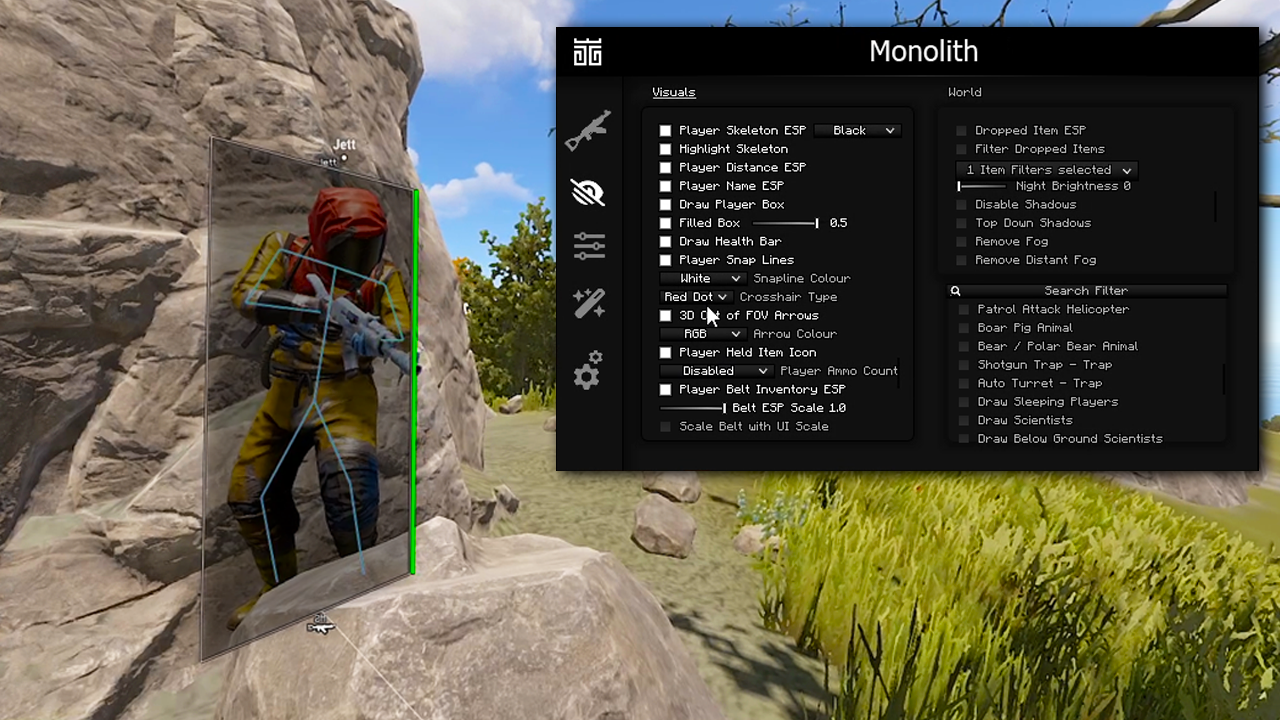 Monolith
Visuals
Player Skeleton ESP
Black
Highlight Skeleton
Player Distance ESP
Player Name ESP
Draw Player Box
Filled Box
0.5
Draw Health Bar
Player Snap Lines
White
Snapline Colour
Red Dot
Crosshair Type
3D Out of FOV Arrows
RGB
Arrow Colour
Player Held Item Icon
Disabled
Player Ammo Count
Player Belt Inventory ESP
Belt ESP Scale 1.0
Scale Belt with UI Scale
World
Dropped Item ESP
Filter Dropped Items
1 Item Filters selected
Night Brightness 0
Disable Shadows
Top Down Shadows
Remove Fog
Remove Distant Fog
Search Filter
Patrol Attack Helicopter
Boar Pig Animal
Bear / Polar Bear Animal
Shotgun Trap - Trap
Auto Turret - Trap
Draw Sleeping Players
Draw Scientists
Draw Below Ground Scientists
Jett
Jett